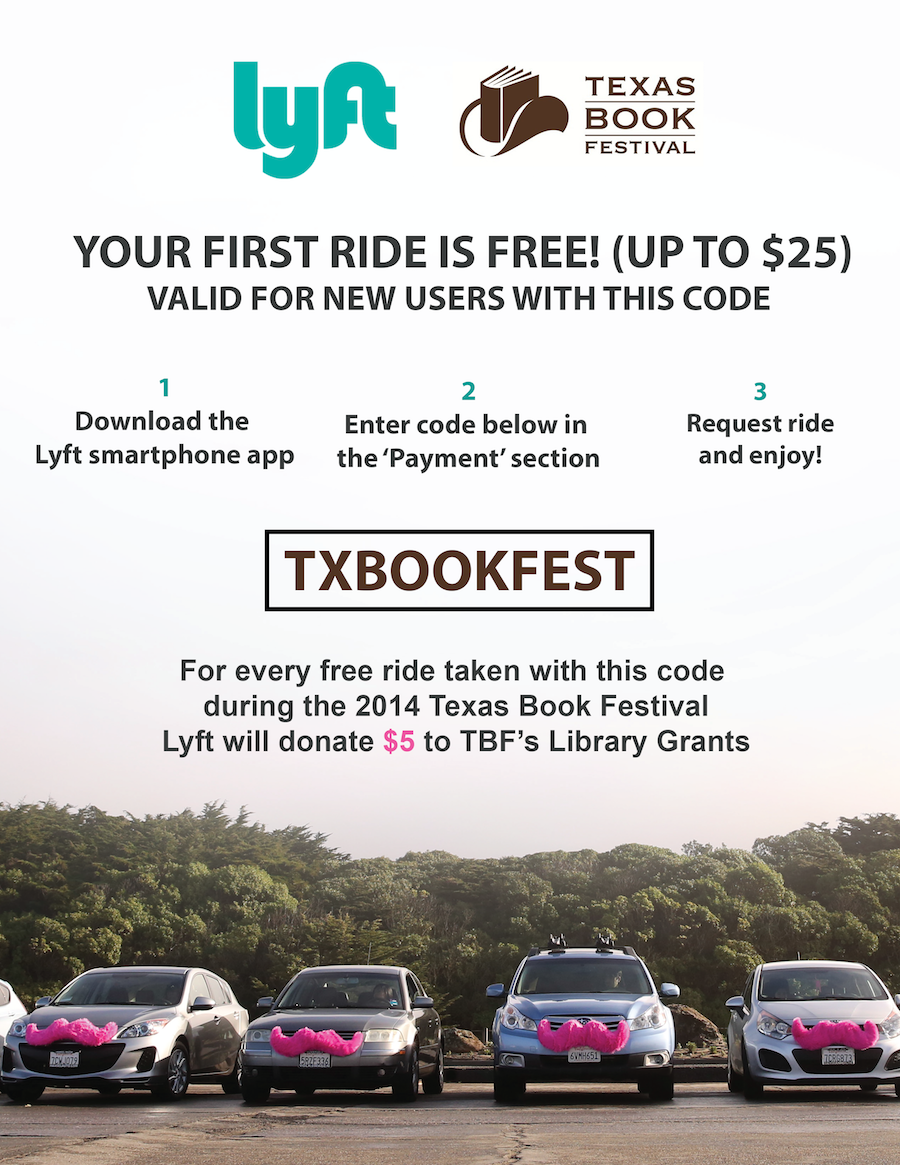 lyft
TEXAS
BOOK
FESTIVAL
YOUR FIRST RIDE IS FREE! (UP TO $25)
VALID FOR NEW USERS WITH THIS CODE
1
Download the
Lyft smartphone app
2
Enter code below in
the ‘Payment’ section
3
Request ride
and enjoy!
TXBOOKFEST
For every free ride taken with this code
during the 2014 Texas Book Festival
Lyft will donate $5 to TBF’s Library Grants
7CWJ079
5RZF336
6VMH651